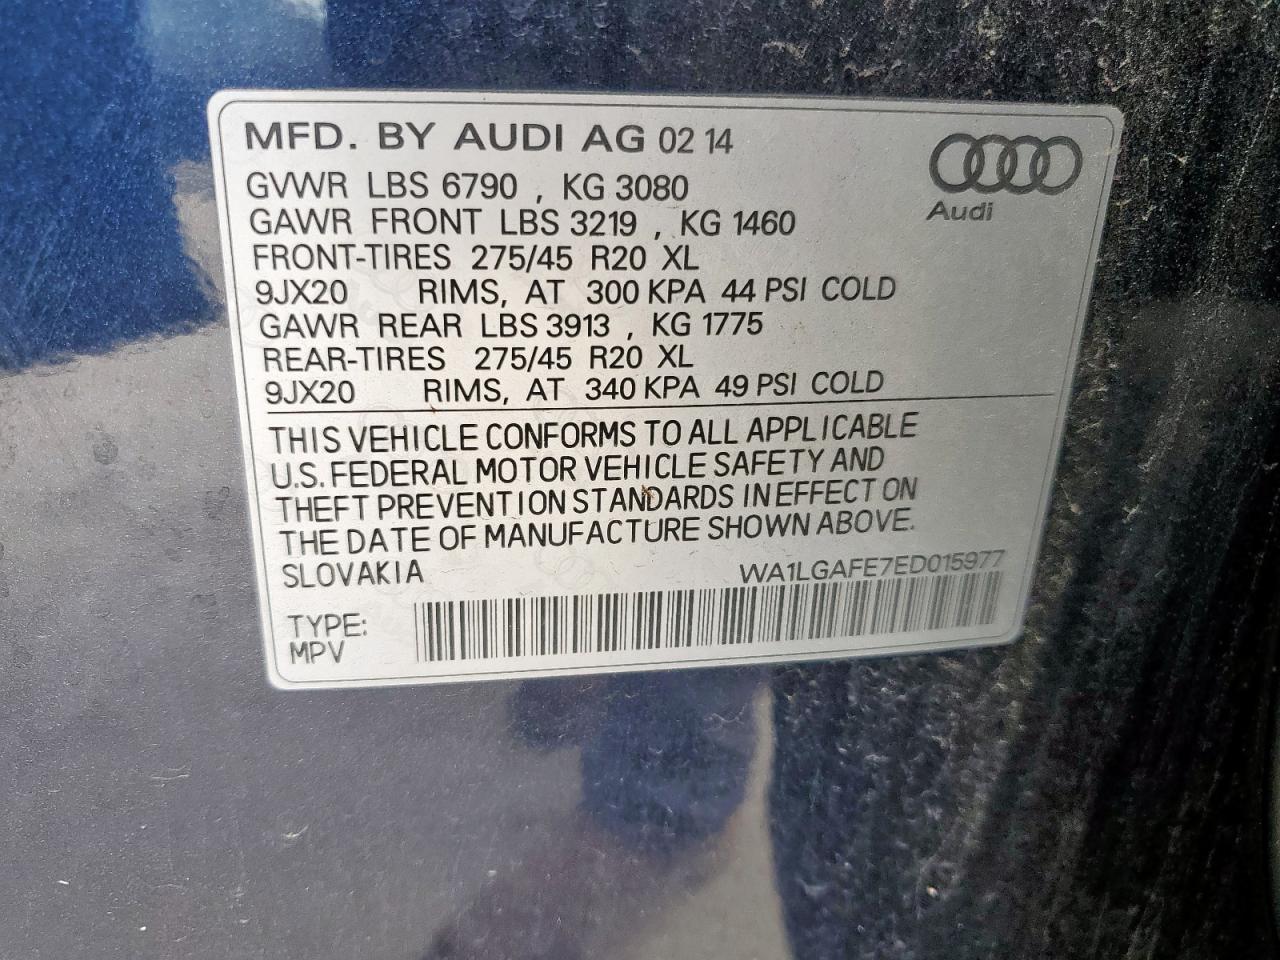 MFD. BY AUDI AG 02 14
Audi
GVWR LBS 6790 , KG 3080
GAWR FRONT LBS 3219 , KG 1460
FRONT-TIRES 275/45 R20 XL
9JX20 RIMS, AT 300 KPA 44 PSI COLD
GAWR REAR LBS 3913 , KG 1775
REAR-TIRES 275/45 R20 XL
9JX20 RIMS, AT 340 KPA 49 PSI COLD
THIS VEHICLE CONFORMS TO ALL APPLICABLE
U.S. FEDERAL MOTOR VEHICLE SAFETY AND
THEFT PREVENTION STANDARDS IN EFFECT ON
THE DATE OF MANUFACTURE SHOWN ABOVE.
SLOVAKIA WA1LGAFE7ED015977
TYPE:
MPV